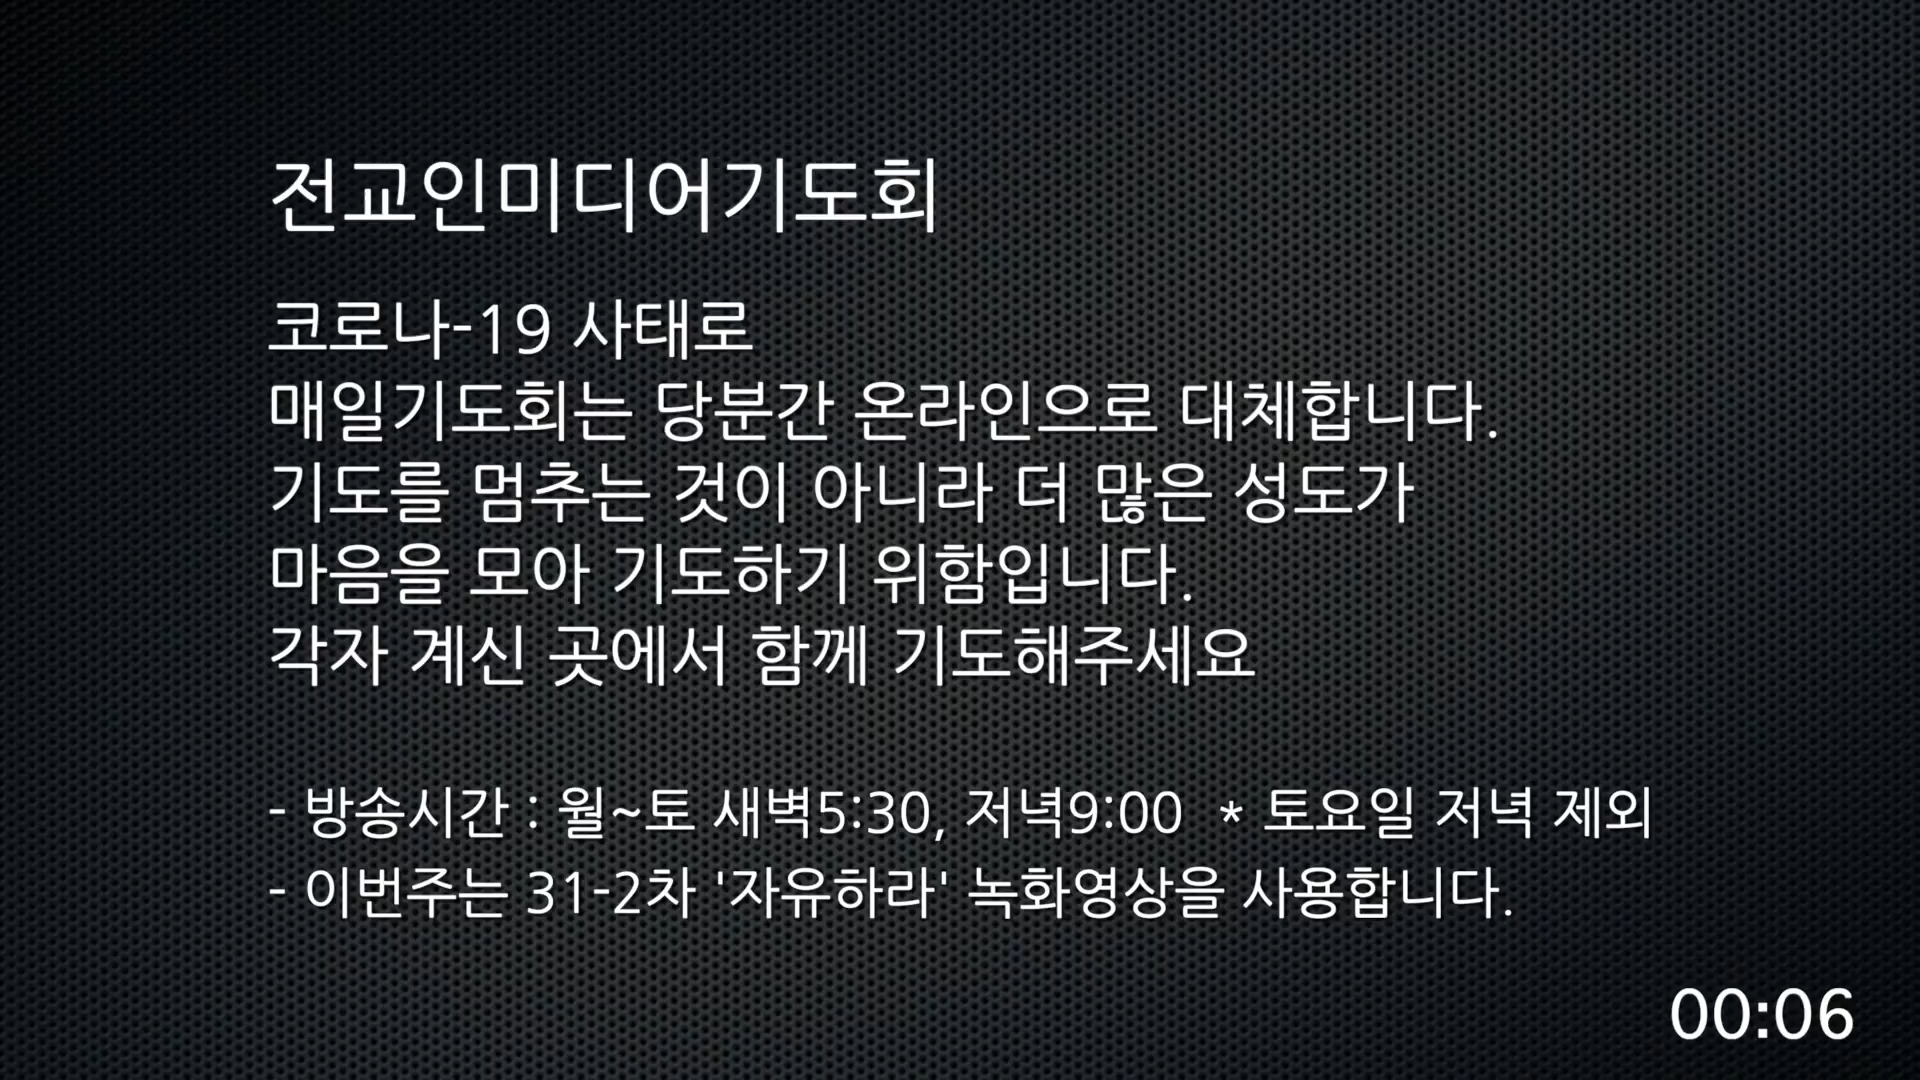 전교인미디어기도회
코로나-19 사태로
매일기도회는 당분간 온라인으로 대체합니다.
기도를 멈추는 것이 아니라 더 많은 성도가
마음을 모아 기도하기 위함입니다.
각자 계신 곳에서 함께 기도해주세요
- 방송시간 : 월~토 새벽5:30, 저녁9:00 * 토요일 저녁 제외
- 이번주는 31-2차 '자유하라' 녹화영상을 사용합니다.
00:06